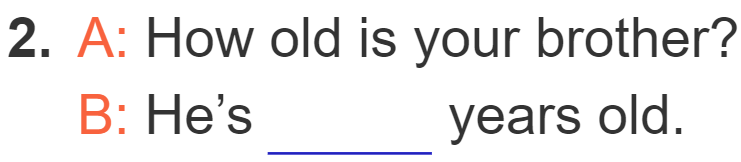 2. A: How old is your brother?
B: He’s ______ years old.